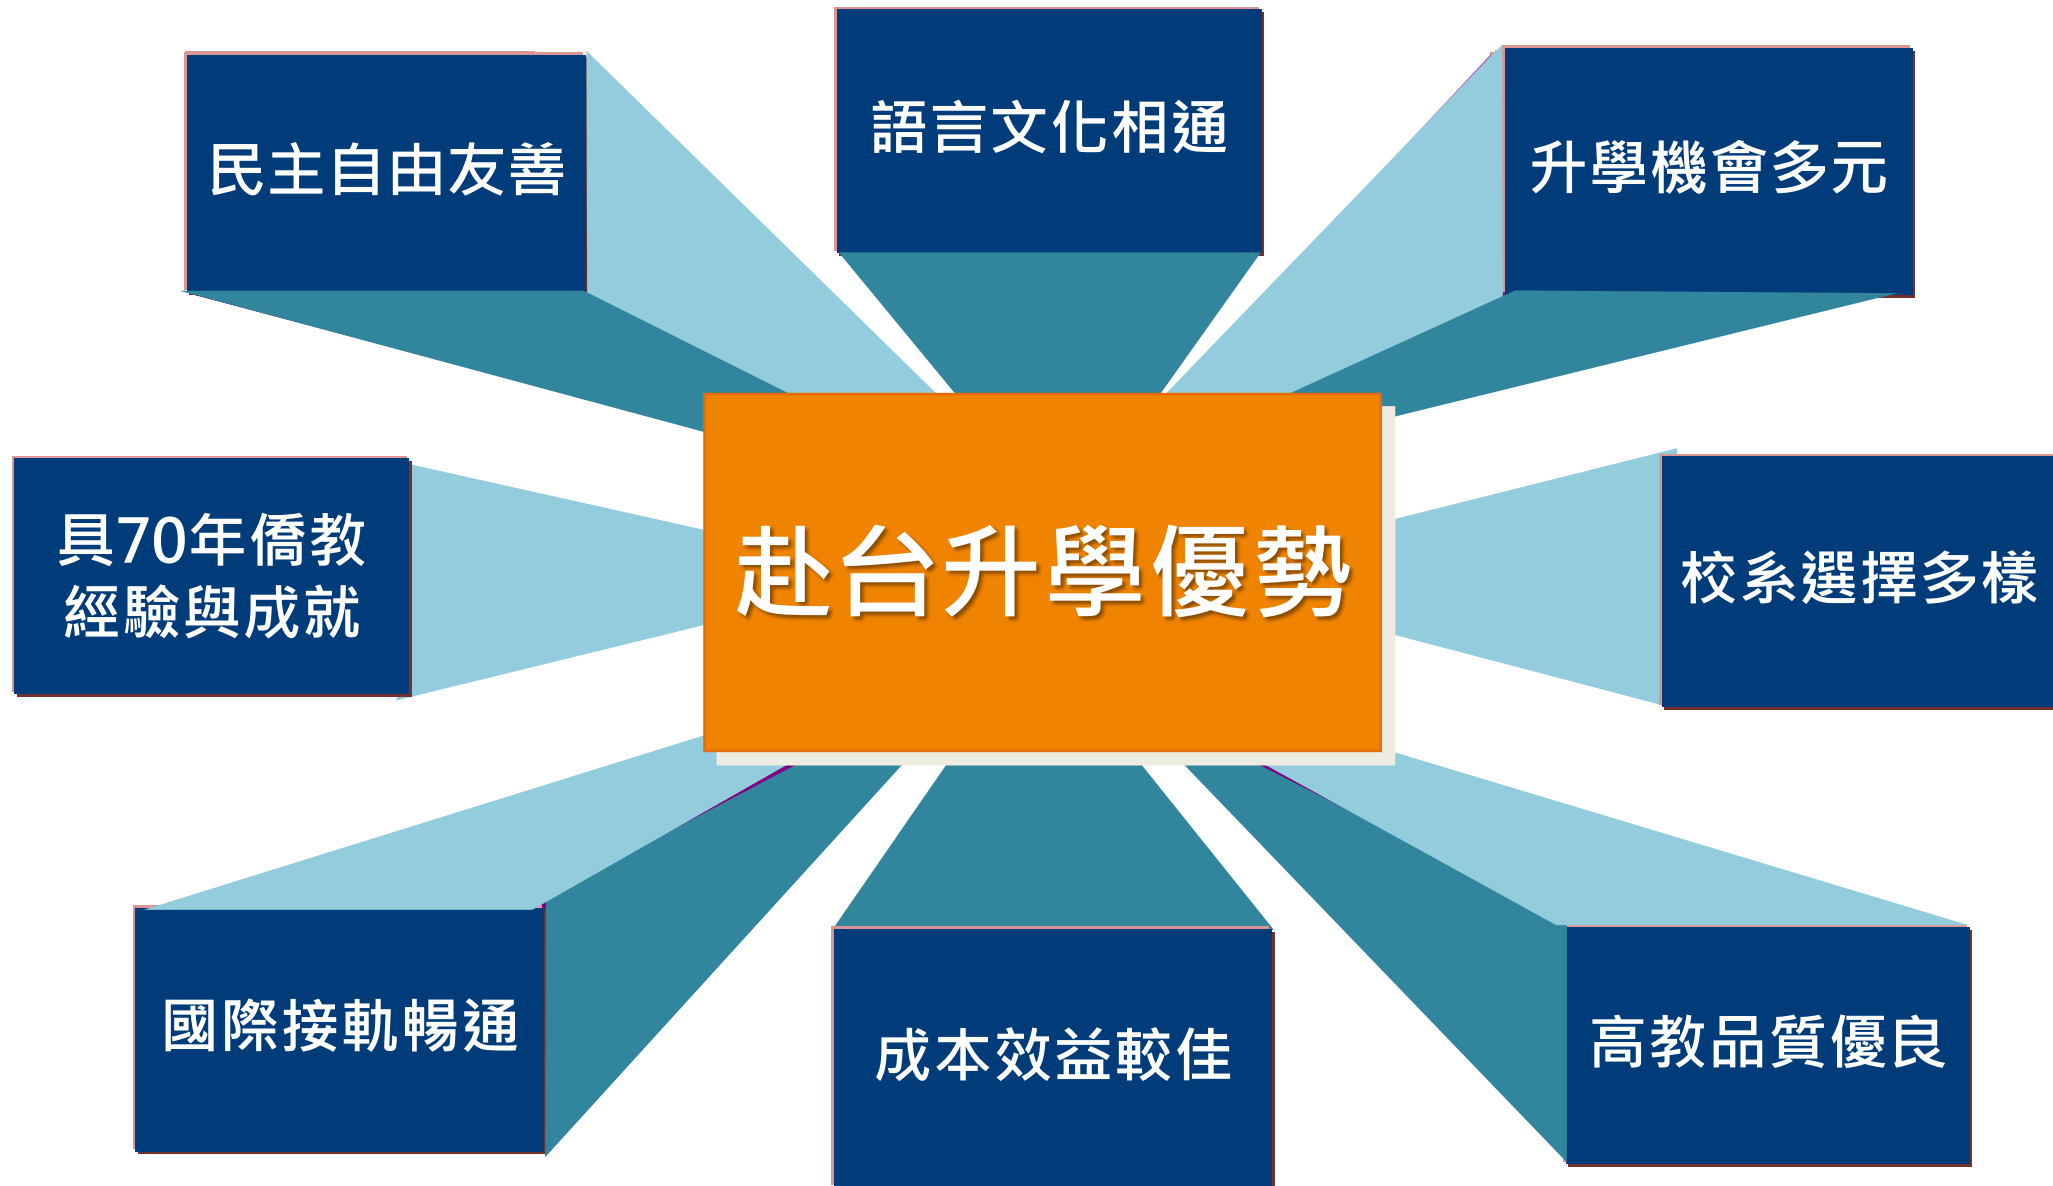 語言文化相通
民主自由友善
升學機會多元
具70年僑教
經驗與成就
赴台升學優勢
校系選擇多樣
國際接軌暢通
成本效益較佳
高教品質優良